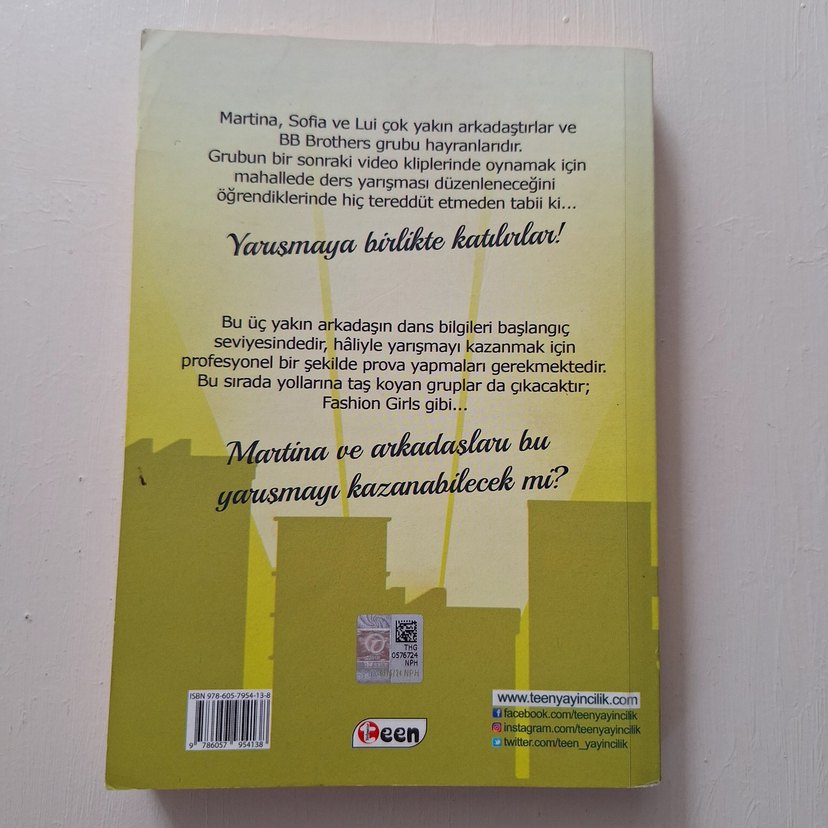 Martina, Sofia ve Lui çok yakın arkadaştırlar ve
BB Brothers grubu hayranlarıdır.
Grubun bir sonraki video kliplerinde oynamak için
mahallede ders yarışması düzenleneceğini
öğrendiklerinde hiç tereddüt etmeden tabii ki...
Yarışmaya birlikte katılırlar!
Bu üç yakın arkadaşın dans bilgileri başlangıç
seviyesindedir, hâliyle yarışmayı kazanmak için
profesyonel bir şekilde prova yapmaları gerekmektedir.
Bu sırada yollarına taş koyan gruplar da çıkacaktır;
Fashion Girls gibi...
Martina ve arkadaşları bu
yarışmayı kazanabilecek mi?
THG
0576724
NPH
ISBN 978-605-7954-13-8
9 786057 954138
teen
www.teenyayincilik.com
facebook.com/teenyayincilik
instagram.com/teenyayincilik
twitter.com/teen_yayincilik